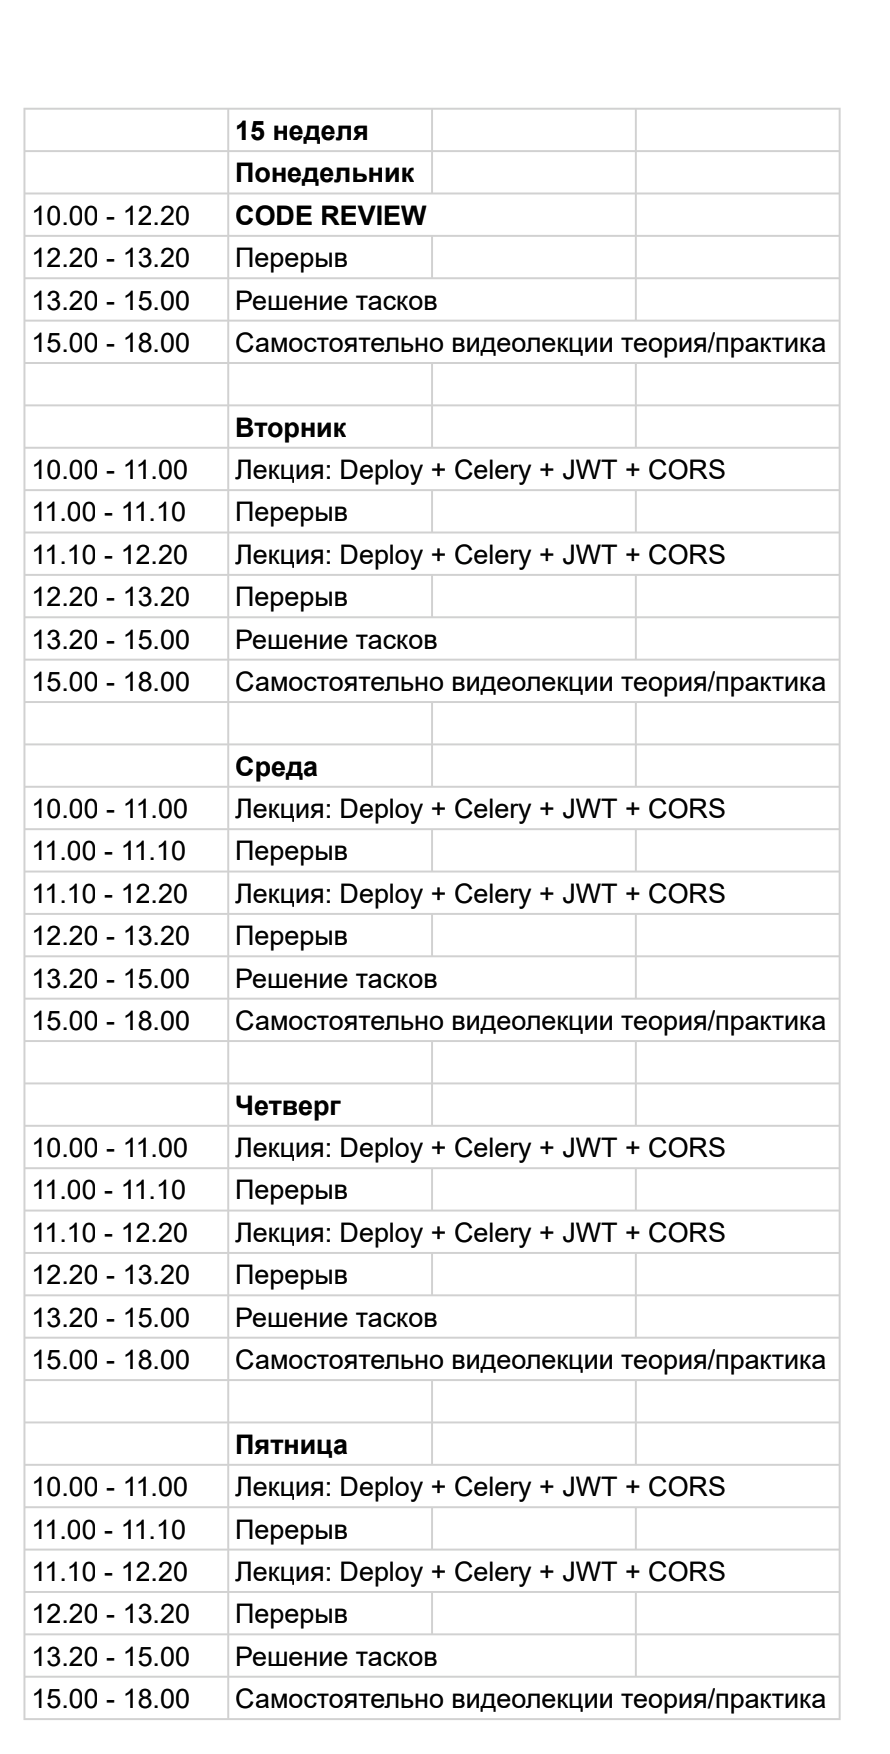 15 неделя
Понедельник
10.00 - 12.20 CODE REVIEW
12.20 - 13.20 Перерыв
13.20 - 15.00 Решение тасков
15.00 - 18.00 Самостоятельно видеолекции теория/практика
Вторник
10.00 - 11.00 Лекция: Deploy + Celery + JWT + CORS
11.00 - 11.10 Перерыв
11.10 - 12.20 Лекция: Deploy + Celery + JWT + CORS
12.20 - 13.20 Перерыв
13.20 - 15.00 Решение тасков
15.00 - 18.00 Самостоятельно видеолекции теория/практика
Среда
10.00 - 11.00 Лекция: Deploy + Celery + JWT + CORS
11.00 - 11.10 Перерыв
11.10 - 12.20 Лекция: Deploy + Celery + JWT + CORS
12.20 - 13.20 Перерыв
13.20 - 15.00 Решение тасков
15.00 - 18.00 Самостоятельно видеолекции теория/практика
Четверг
10.00 - 11.00 Лекция: Deploy + Celery + JWT + CORS
11.00 - 11.10 Перерыв
11.10 - 12.20 Лекция: Deploy + Celery + JWT + CORS
12.20 - 13.20 Перерыв
13.20 - 15.00 Решение тасков
15.00 - 18.00 Самостоятельно видеолекции теория/практика
Пятница
10.00 - 11.00 Лекция: Deploy + Celery + JWT + CORS
11.00 - 11.10 Перерыв
11.10 - 12.20 Лекция: Deploy + Celery + JWT + CORS
12.20 - 13.20 Перерыв
13.20 - 15.00 Решение тасков
15.00 - 18.00 Самостоятельно видеолекции теория/практика